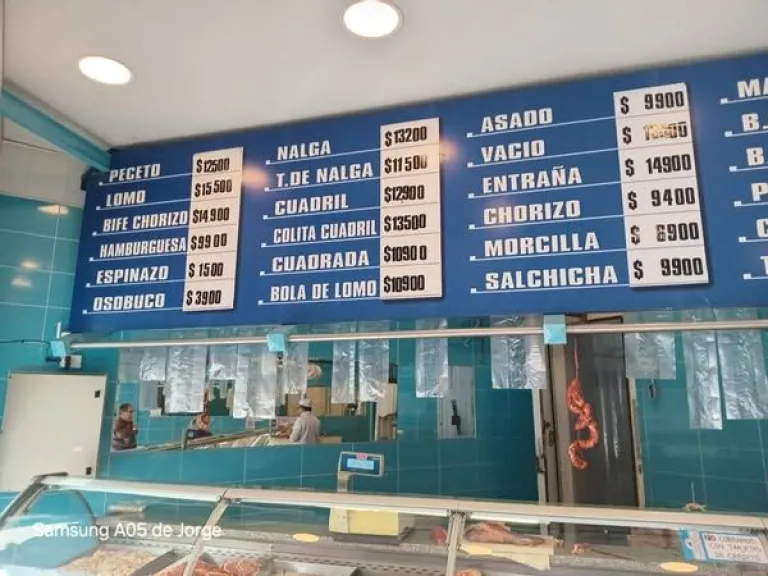 PECETO $12500
LOMO $15500
BIFE CHORIZO $14900
HAMBURGUESA $9900
ESPINAZO $1500
OSOBUCO $3900
NALGA $13200
T.DE NALGA $11500
CUADRIL $12900
COLITA CUADRIL $13500
CUADRADA $10900
BOLA DE LOMO $10900
ASADO $ 9900
VACIO $
ENTRAÑA $ 14900
CHORIZO $ 9400
MORCILLA $ 8900
SALCHICHA $ 9900
MA
B.
B.
Samsung A05 de Jorge